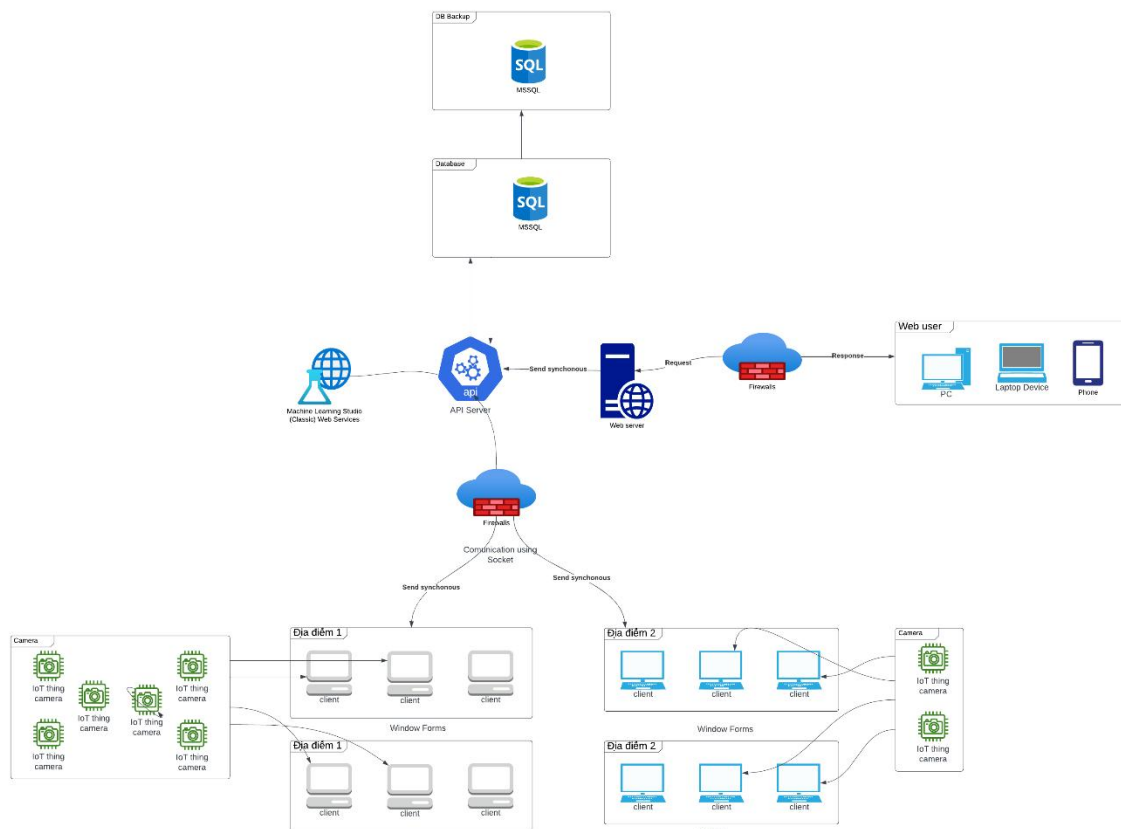 DB Backup
SQL
MSSQL
Database
SQL
MSSQL
Machine Learning Studio
(Classic) Web Services
api
API Server
Send synchonous
Web server
Request
Firewalls
Response
Web user
PC
Laptop Device
Phone
Firewalls
Comunication using
Socket
Send synchonous
Send synchonous
Camera
IoT thing
camera
IoT thing
camera
IoT thing
camera
IoT thing
camera
IoT thing
camera
IoT thing
camera
Địa điểm 1
client
client
client
Window Forms
Địa điểm 1
client
client
client
Địa điểm 2
client
client
client
Window Forms
Địa điểm 2
client
client
client
Camera
IoT thing
camera
IoT thing
camera